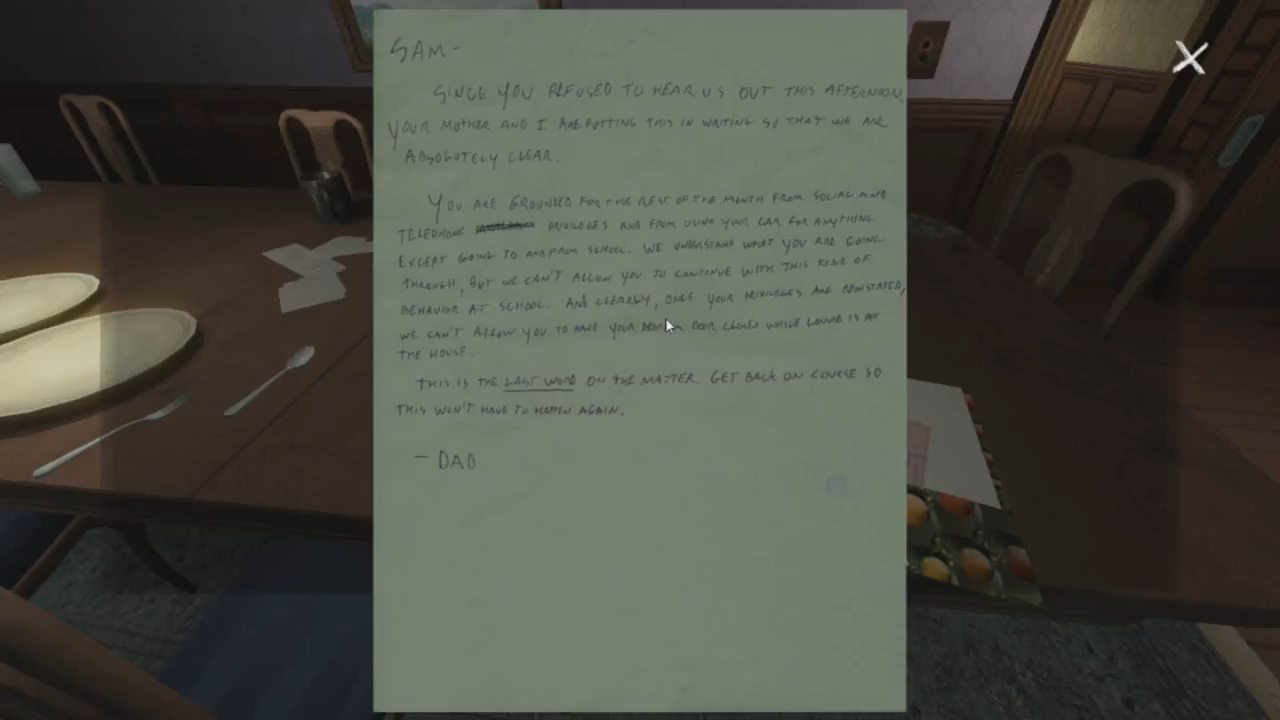 SAM-
SINCE YOU REFUSED TO HEAR US OUT THIS AFTERNOON,
YOUR MOTHER AND I ARE PUTTING THIS IN WRITING SO THAT WE ARE
ABSOLUTELY CLEAR.
YOU ARE GROUNDED FOR THE REST OF THE MONTH FROM SOCIAL AND
TELEPHONE PRIVILEGES AND FROM USING YOUR CAR FOR ANYTHING
EXCEPT GOING TO AND FROM SCHOOL. WE UNDERSTAND WHAT YOU ARE GOING
THROUGH, BUT WE CAN'T ALLOW YOU TO CONTINUE WITH THIS KIND OF
BEHAVIOR AT SCHOOL. AND CLEARLY, ONCE YOUR PRIVILEGES ARE REINSTATED,
WE CAN'T ALLOW YOU TO HAVE YOUR DOOR CLOSED WHILE LONNIE IS AT
THE HOUSE.
THIS IS THE LAST WORD ON THE MATTER. GET BACK ON COURSE SO
THIS WON'T HAVE TO HAPPEN AGAIN.
- DAD